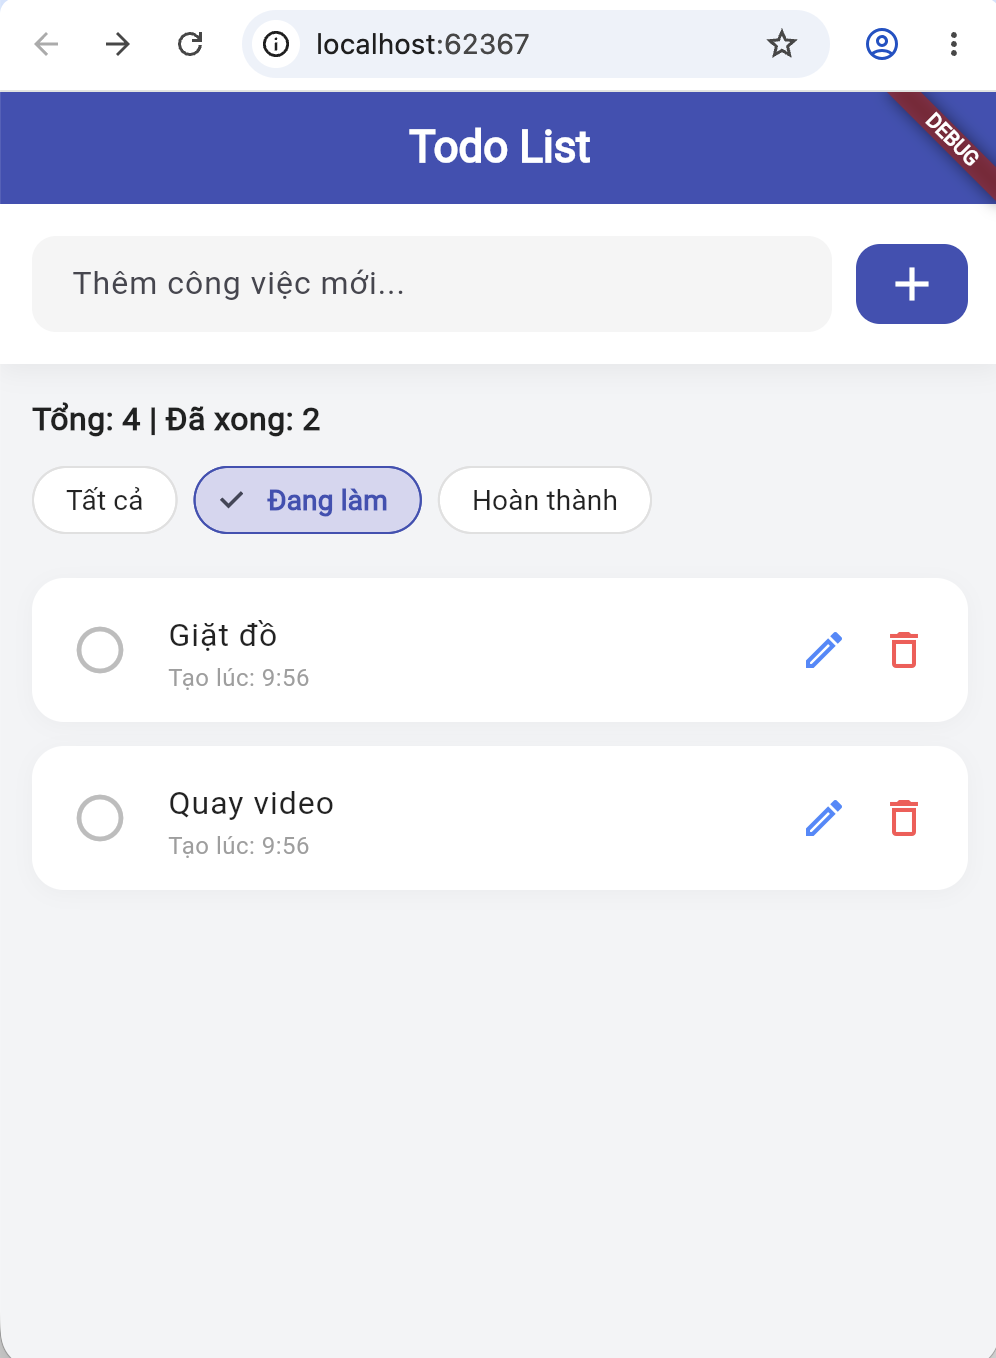 localhost:62367
Todo List
DEBUG
Thêm công việc mới...
Tổng: 4 | Đã xong: 2
Tất cả
Đang làm
Hoàn thành
Giặt đồ
Tạo lúc: 9:56
Quay video
Tạo lúc: 9:56